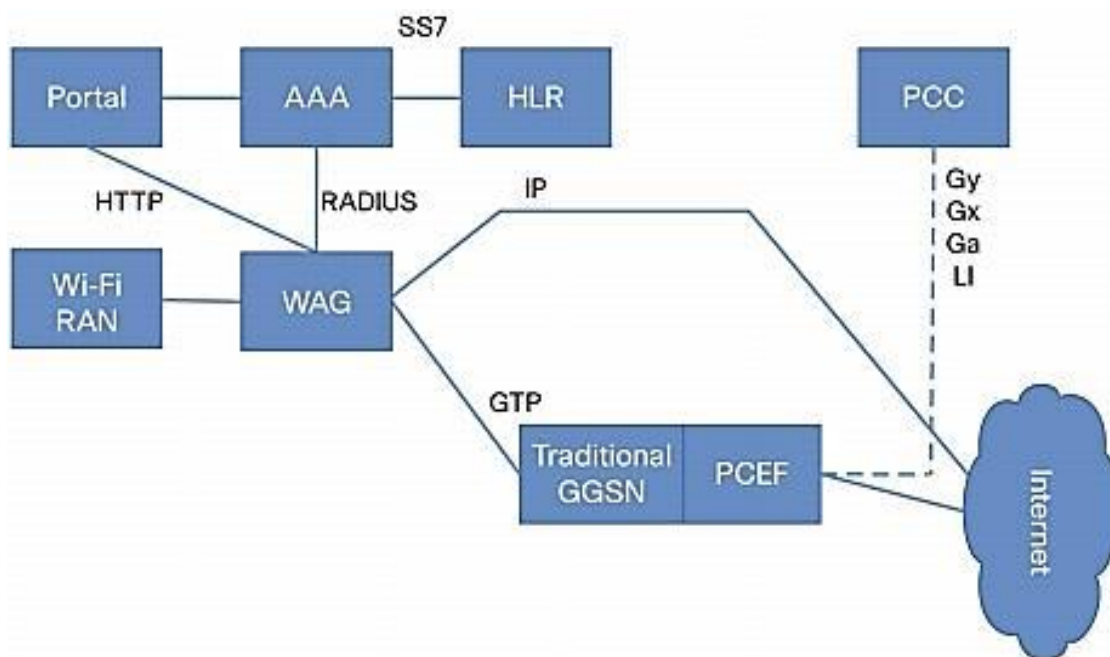 SS7
Portal
AAA
HLR
PCC
HTTP
RADIUS
IP
Gy
Gx
Ga
LI
Wi-Fi
RAN
WAG
GTP
Traditional
GGSN
PCEF
Internet